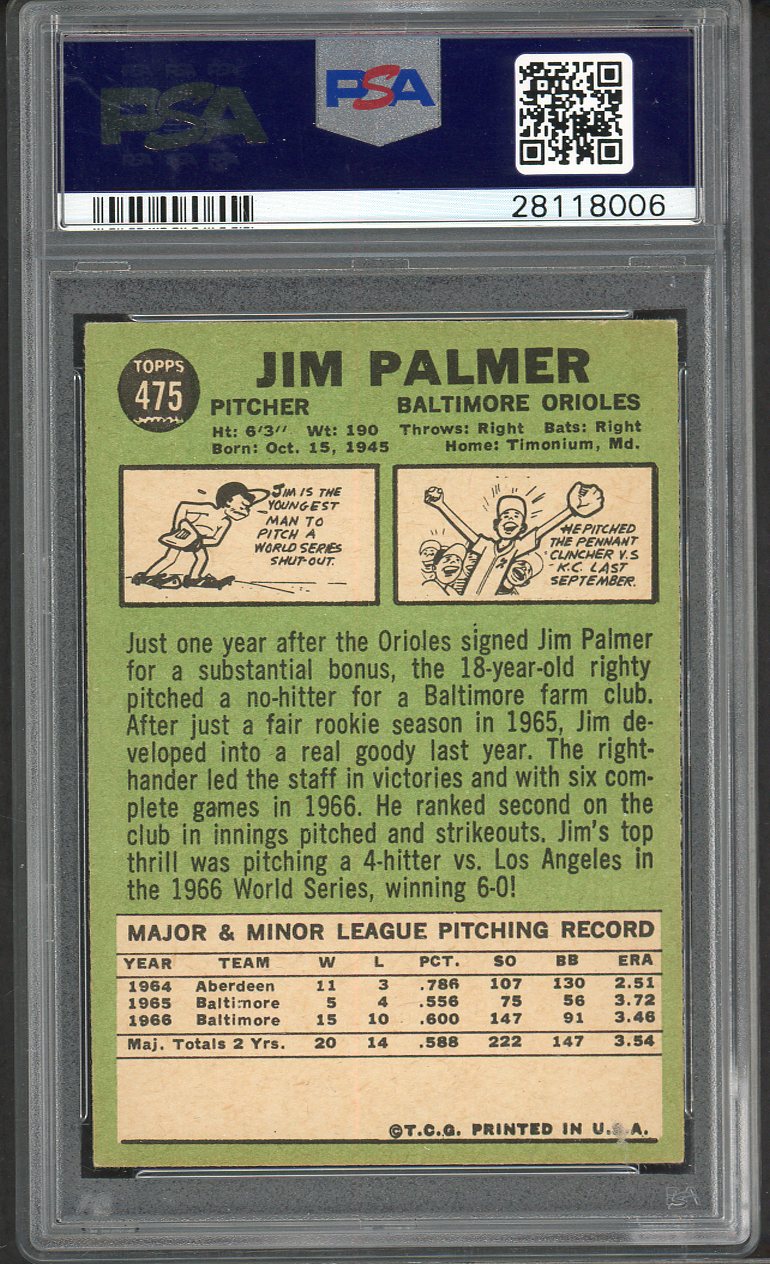 PSA
PSA
28118006
TOPPS
475
JIM PALMER
PITCHER BALTIMORE ORIOLES
Ht: 6'3'' Wt: 190 Throws: Right Bats: Right
Born: Oct. 15, 1945 Home: Timonium, Md.
JIM IS THE
YOUNGEST
MAN TO
PITCH A
WORLD SERIES
SHUT-OUT.
HE PITCHED
THE PENNANT
CLINCHER V.S
K.C. LAST
SEPTEMBER.
Just one year after the Orioles signed Jim Palmer
for a substantial bonus, the 18-year-old righty
pitched a no-hitter for a Baltimore farm club.
After just a fair rookie season in 1965, Jim de-
veloped into a real goody last year. The right-
hander led the staff in victories and with six com-
plete games in 1966. He ranked second on the
club in innings pitched and strikeouts. Jim's top
thrill was pitching a 4-hitter vs. Los Angeles in
the 1966 World Series, winning 6-0!
MAJOR & MINOR LEAGUE PITCHING RECORD
YEAR TEAM W L PCT. SO BB ERA
1964 Aberdeen 11 3 .786 107 130 2.51
1965 Baltimore 5 4 .556 75 56 3.72
1966 Baltimore 15 10 .600 147 91 3.46
Maj. Totals 2 Yrs. 20 14 .588 222 147 3.54
©T.C.G. PRINTED IN U.S.A.
PSA